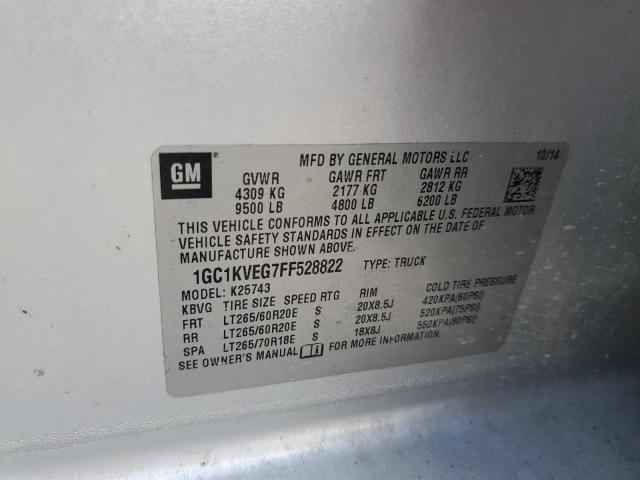 GM
MFD BY GENERAL MOTORS LLC 10/14
GVWR GAWR FRT GAWR RR
4309 KG 2177 KG 2812 KG
9500 LB 4800 LB 6200 LB
THIS VEHICLE CONFORMS TO ALL APPLICABLE U.S. FEDERAL MOTOR
VEHICLE SAFETY STANDARDS IN EFFECT ON THE DATE OF
MANUFACTURE SHOWN ABOVE.
1GC1KVEG7FF528822 TYPE: TRUCK
MODEL: K25743
KBVG TIRE SIZE SPEED RTG RIM COLD TIRE PRESSURE
FRT LT265/60R20E S 20X8.5J 420KPA(60PSI)
RR LT265/60R20E S 20X8.5J 520KPA(75PSI)
SPA LT265/70R18E S 18X8J 550KPA(80PSI)
SEE OWNER'S MANUAL i FOR MORE INFORMATION.